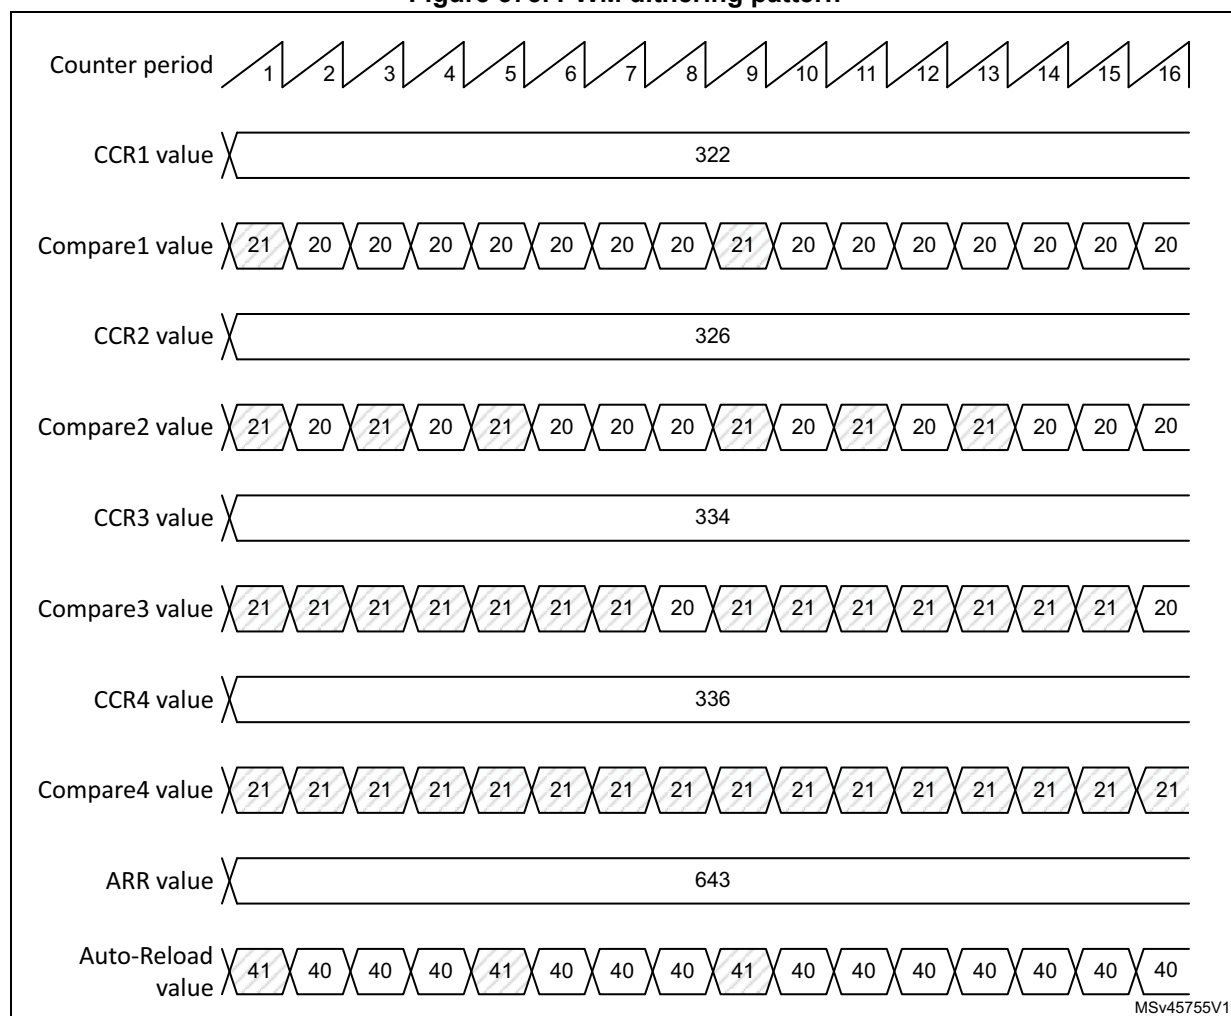 Counter period 1 2 3 4 5 6 7 8 9 10 11 12 13 14 15 16
CCR1 value 322
Compare1 value 21 20 20 20 20 20 20 20 21 20 20 20 20 20 20 20
CCR2 value 326
Compare2 value 21 20 21 20 21 20 20 20 21 20 21 20 21 20 20 20
CCR3 value 334
Compare3 value 21 21 21 21 21 21 21 20 21 21 21 21 21 21 21 20
CCR4 value 336
Compare4 value 21 21 21 21 21 21 21 21 21 21 21 21 21 21 21 21
ARR value 643
Auto-Reload
value 41 40 40 40 41 40 40 40 41 40 40 40 40 40 40 40
MSv45755V1